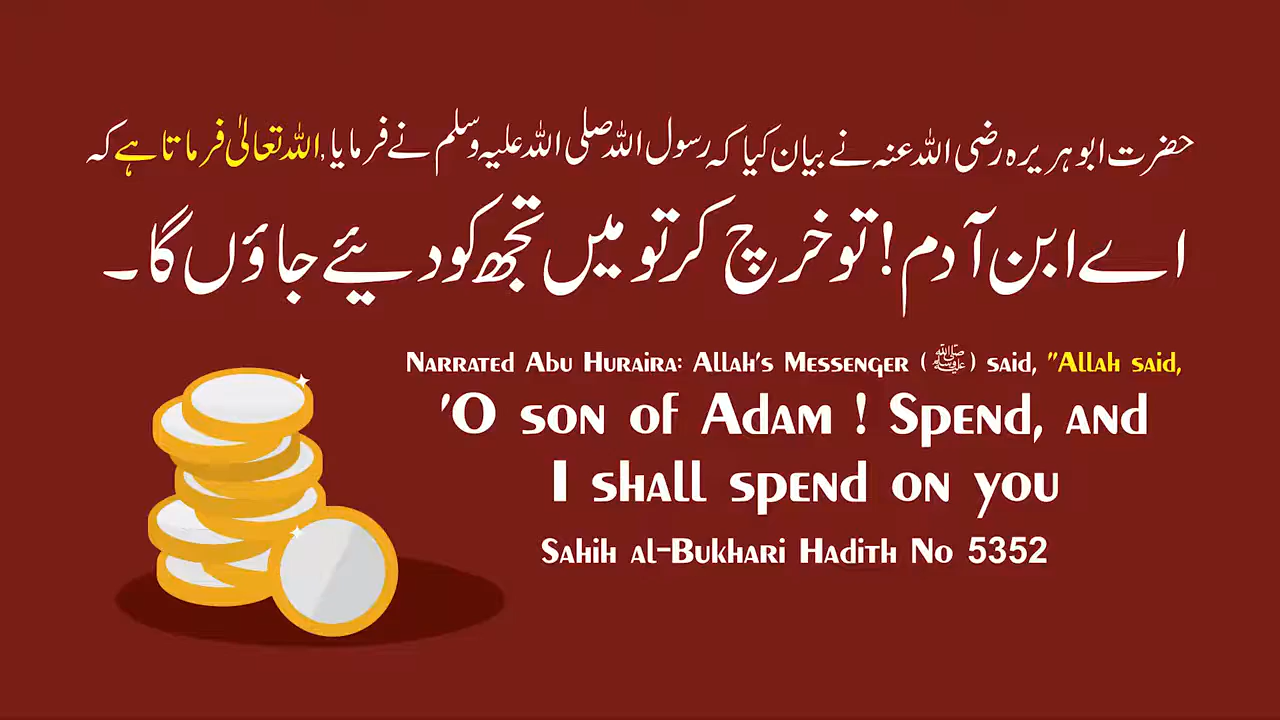 حضرت ابو ہریرہ رضی اللہ عنہ نے بیان کیا کہ رسول اللہ صلی اللہ علیہ وسلم نے فرمایا, اللہ تعالیٰ فرماتا ہے کہ
اے ابن آدم! تو خرچ کر تو میں تجھ کو دیئے جاؤں گا۔
Narrated Abu Huraira: Allah's Messenger (ﷺ) said, "Allah said,
'O son of Adam ! Spend, and
I shall spend on you
Sahih al-Bukhari Hadith No 5352